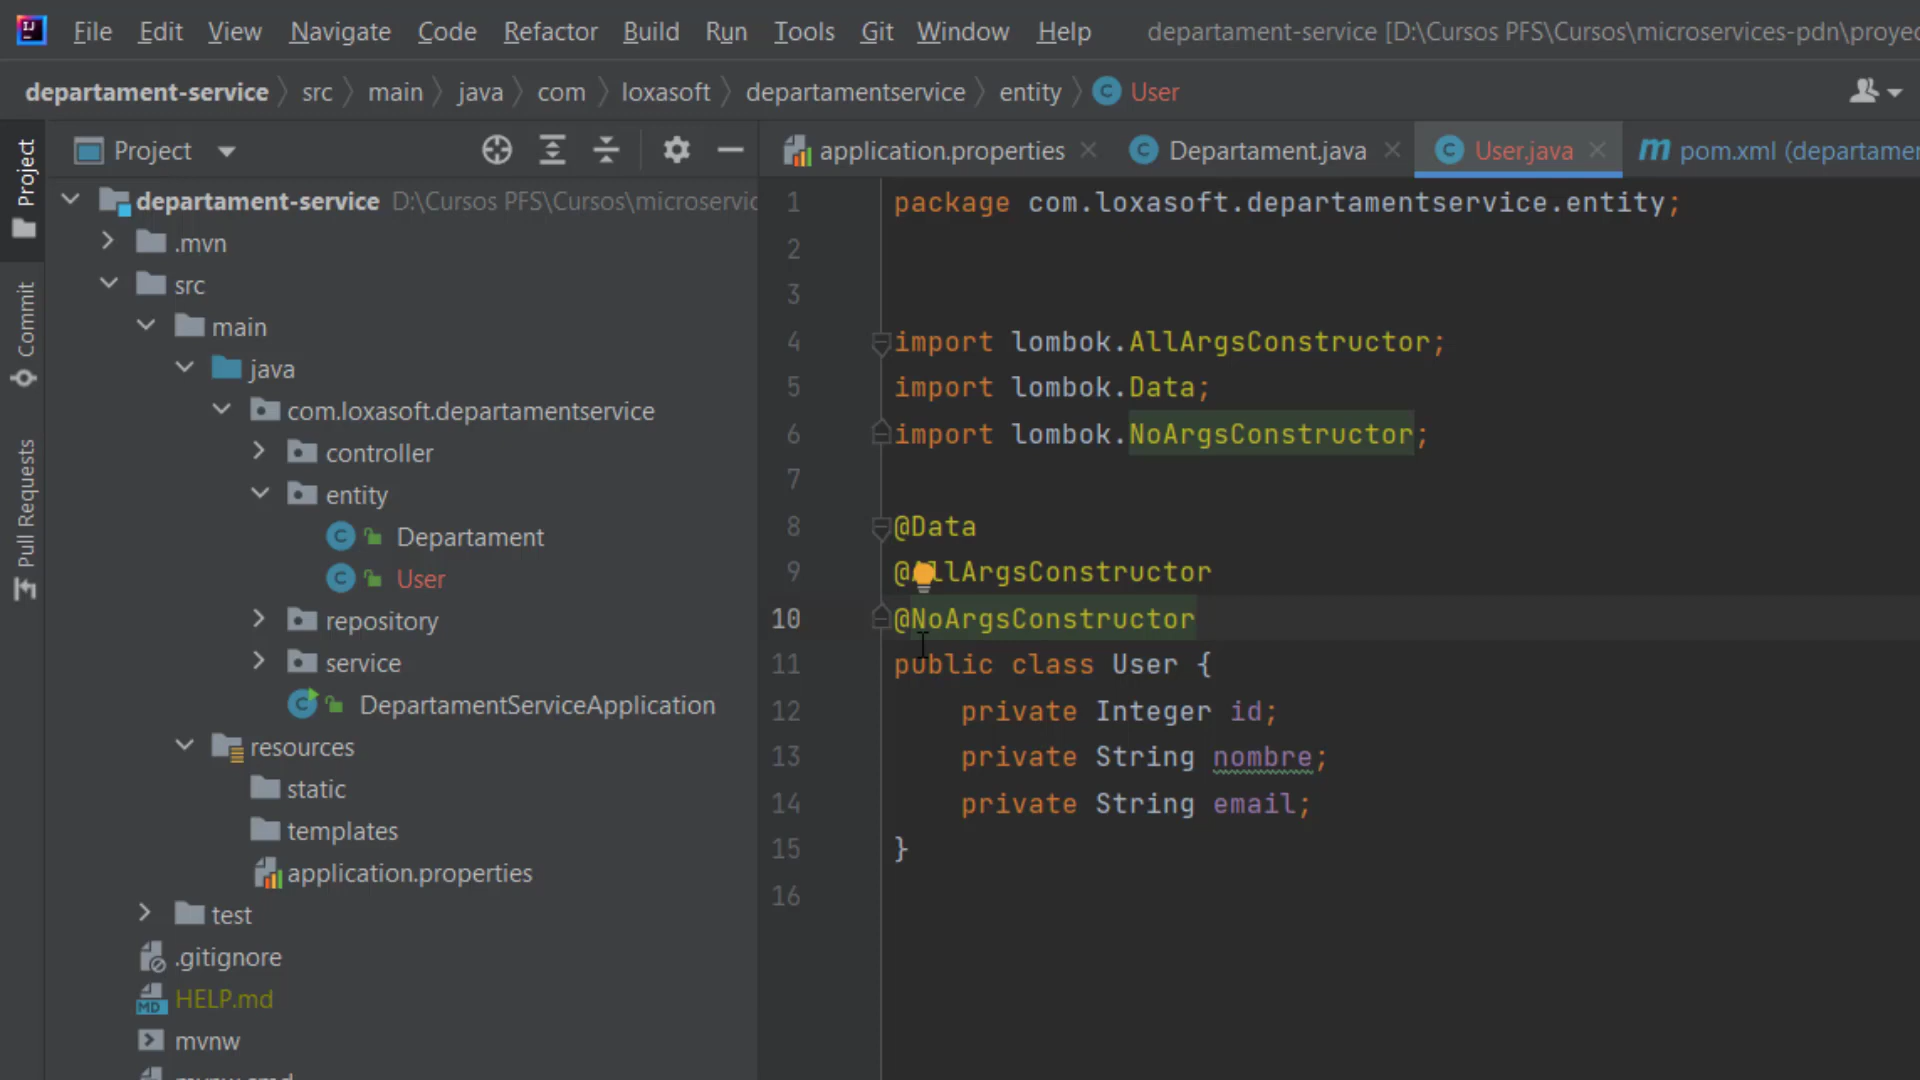 File Edit View Navigate Code Refactor Build Run Tools Git Window Help departament-service [D:\Cursos PFS\Cursos\microservices-pdn\proyec
departament-service src main java com loxasoft departamentservice entity User
Project
application.properties Departament.java User.java pom.xml (departamer
Project
Commit
Pull Requests
departament-service D:\Cursos PFS\Cursos\microservic
.mvn
src
main
java
com.loxasoft.departamentservice
controller
entity
Departament
User
repository
service
DepartamentServiceApplication
resources
static
templates
application.properties
test
.gitignore
HELP.md
mvnw
1 package com.loxasoft.departamentservice.entity;
2
3
4 import lombok.AllArgsConstructor;
5 import lombok.Data;
6 import lombok.NoArgsConstructor;
7
8 @Data
9 @AllArgsConstructor
10 @NoArgsConstructor
11 public class User {
12 private Integer id;
13 private String nombre;
14 private String email;
15 }
16